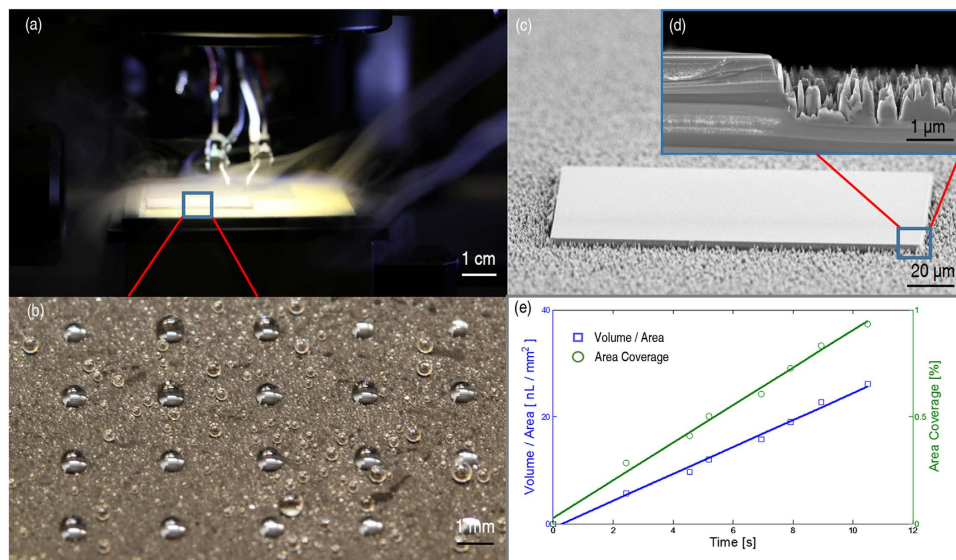 (a)
1 cm
(b)
1 mm
(c)
(d)
1 µm
20 µm
(e)
Volume / Area [ nL / mm²]
40
20
0
Volume / Area
Area Coverage
1
0.5
0
Area Coverage [%]
0
2
4
6
8
10
12
Time [s]